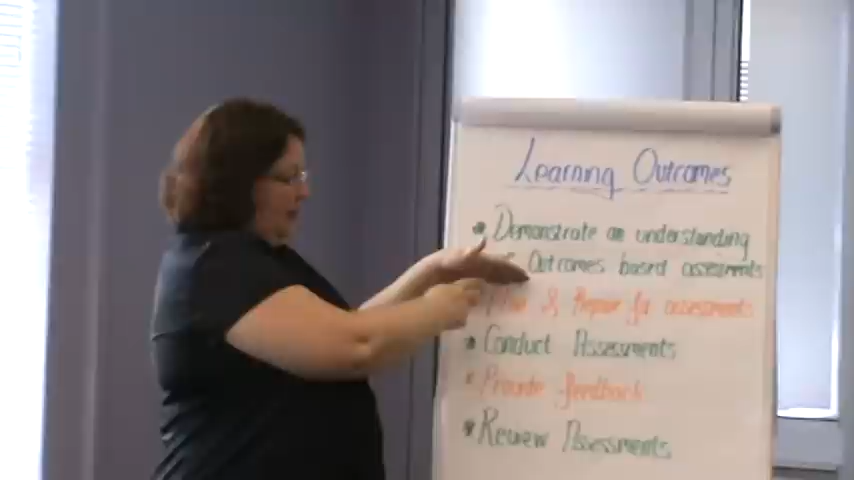 Learning Outcomes
Demonstrate an understanding
Outcomes based assessments
& Prepare for assessments
Conduct Assessments
Provide feedback
Review Assessments